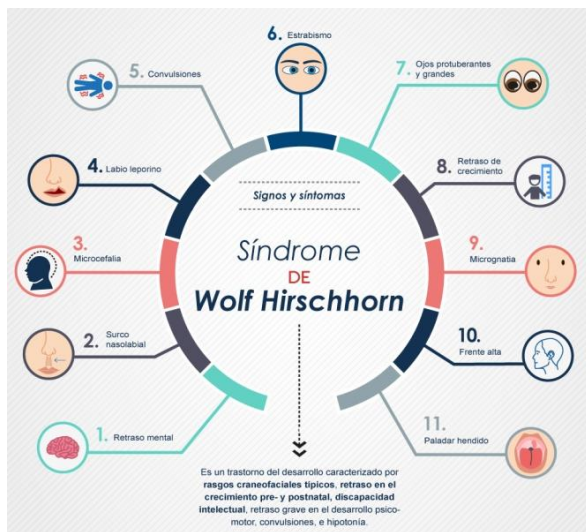 6. Estrabismo
5. Convulsiones
7. Ojos protuberantes
y grandes
4. Labio leporino
8. Retraso de
crecimiento
Signos y síntomas
3.
Microcefalia
9.
Micrognatia
Síndrome
DE
Wolf Hirschhorn
2. Surco
nasolabial
10.
Frente alta
1. Retraso mental
11.
Paladar hendido
Es un trastorno del desarrollo caracterizado por
rasgos craneofaciales típicos, retraso en el
crecimiento pre- y postnatal, discapacidad
intelectual, retraso grave en el desarrollo psico-
motor, convulsiones, e hipotonía.